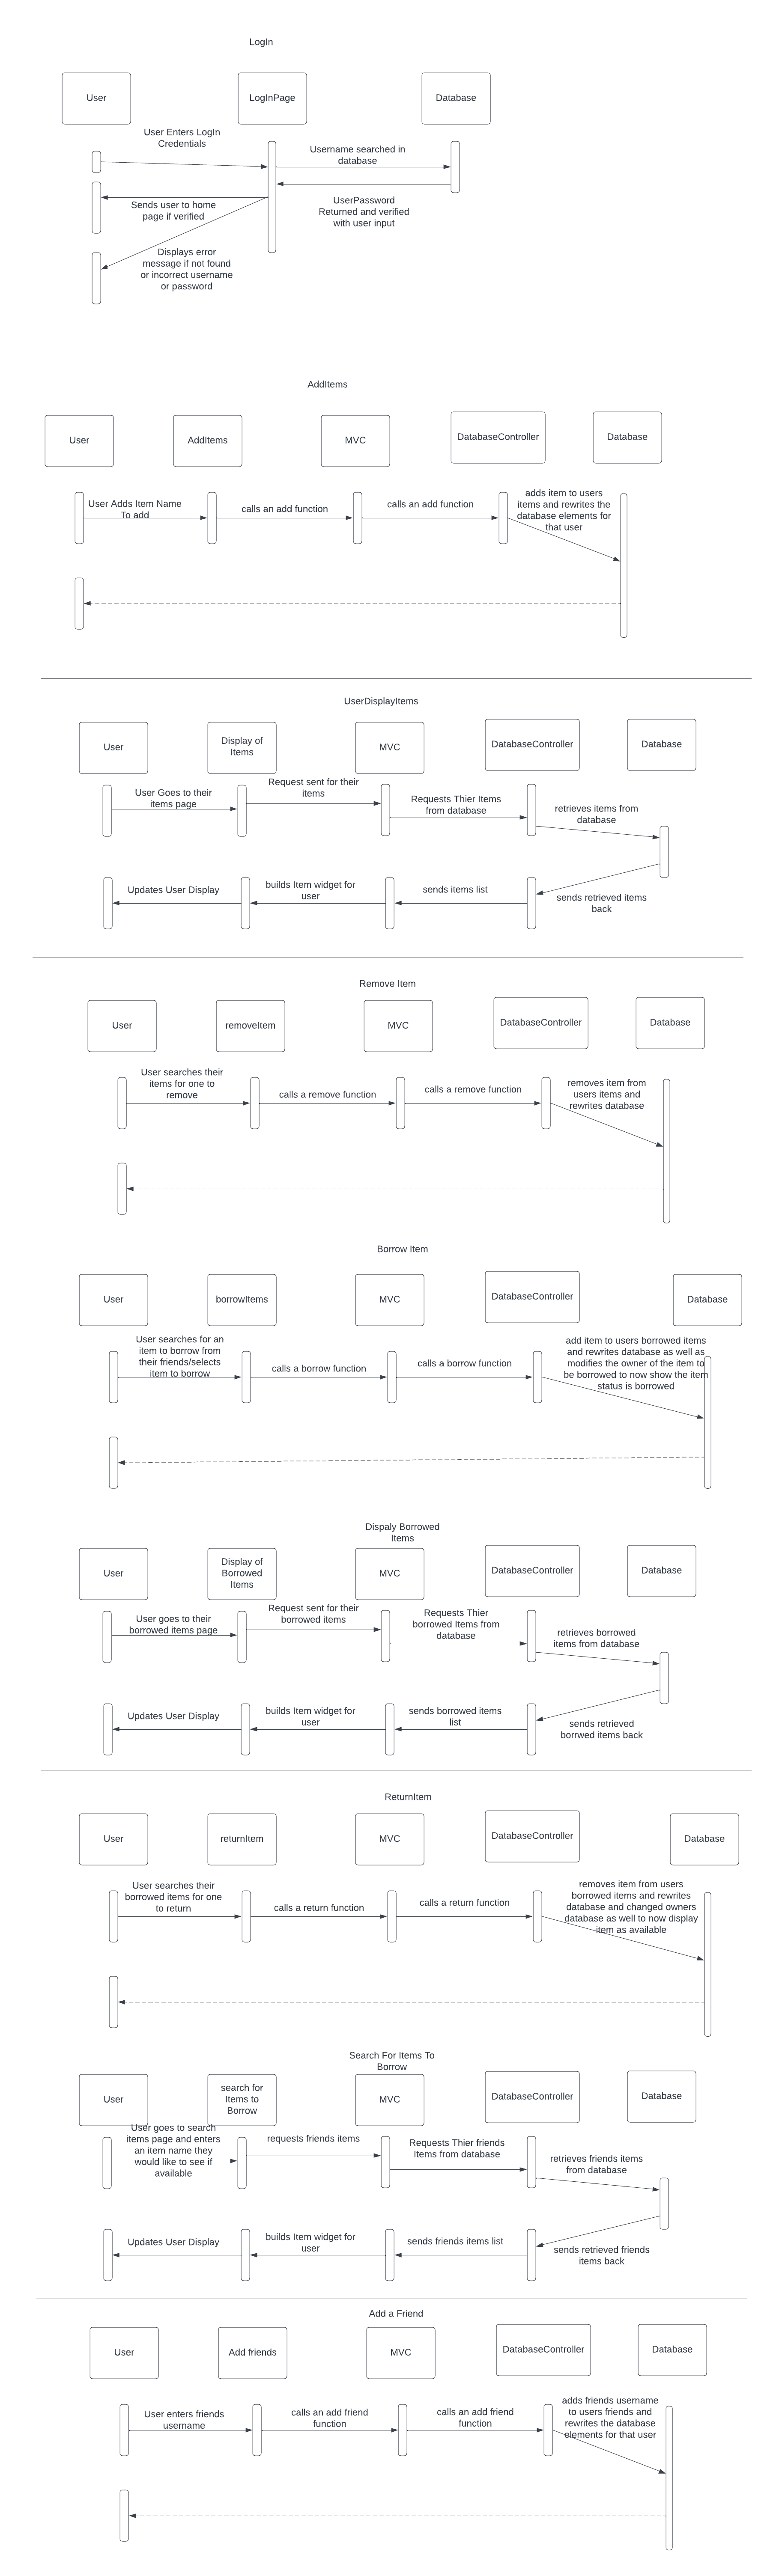 LogIn
User
LogInPage
Database
User Enters LogIn
Credentials
Username searched in
database
UserPassword
Returned and verified
with user input
Sends user to home
page if verified
Displays error
message if not found
or incorrect username
or password
AddItems
User
AddItems
MVC
DatabaseController
Database
User Adds Item Name
To add
calls an add function
calls an add function
adds item to users
items and rewrites the
database elements for
that user
UserDisplayItems
User
Display of
Items
MVC
DatabaseController
Database
User Goes to their
items page
Request sent for their
items
Requests Thier Items
from database
retrieves items from
database
Updates User Display
builds Item widget for
user
sends items list
sends retrieved items
back
Remove Item
User
removeItem
MVC
DatabaseController
Database
User searches their
items for one to
remove
calls a remove function
calls a remove function
removes item from
users items and
rewrites database
Borrow Item
User
borrowItems
MVC
DatabaseController
Database
User searches for an
item to borrow from
their friends/selects
item to borrow
calls a borrow function
calls a borrow function
add item to users borrowed items
and rewrites database as well as
modifies the owner of the item to
be borrowed to now show the item
status is borrowed
Dispaly Borrowed
Items
User
Display of
Borrowed
Items
MVC
DatabaseController
Database
User goes to their
borrowed items page
Request sent for their
borrowed items
Requests Thier
borrowed Items from
database
retrieves borrowed
items from database
Updates User Display
builds Item widget for
user
sends borrowed items
list
sends retrieved
borrwed items back
ReturnItem
User
returnItem
MVC
DatabaseController
Database
User searches their
borrowed items for one
to return
calls a return function
calls a return function
removes item from users
borrowed items and rewrites
database and changed owners
database as well to now display
item as available
Search For Items To
Borrow
User
search for
Items to
Borrow
MVC
DatabaseController
Database
User goes to search
items page and enters
an item name they
would like to see if
available
requests friends items
Requests Thier friends
Items from database
retrieves friends items
from database
Updates User Display
builds Item widget for
user
sends friends items list
sends retrieved friends
items back
Add a Friend
User
Add friends
MVC
DatabaseController
Database
User enters friends
username
calls an add friend
function
calls an add friend
function
adds friends username
to users friends and
rewrites the database
elements for that user